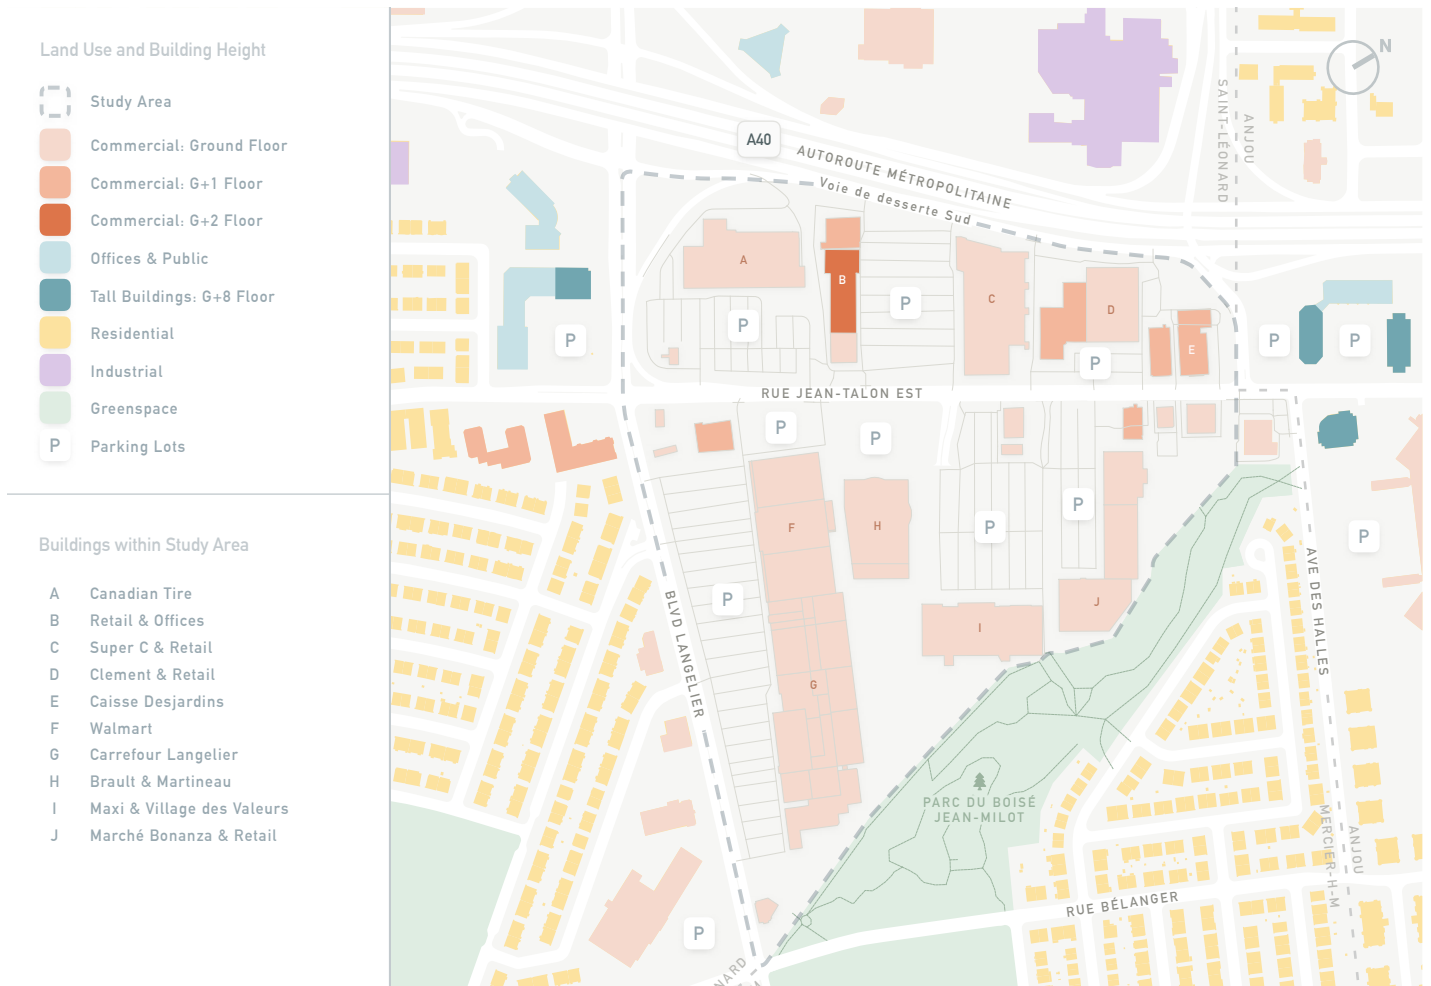 Land Use and Building Height
Study Area
Commercial: Ground Floor
Commercial: G+1 Floor
Commercial: G+2 Floor
Offices & Public
Tall Buildings: G+8 Floor
Residential
Industrial
Greenspace
P Parking Lots
Buildings within Study Area
A Canadian Tire
B Retail & Offices
C Super C & Retail
D Clement & Retail
E Caisse Desjardins
F Walmart
G Carrefour Langelier
H Brault & Martineau
I Maxi & Village des Valeurs
J Marché Bonanza & Retail
N
SAINT-LÉONARD
ANJOU
A40
AUTOROUTE MÉTROPOLITAINE
Voie de desserte Sud
A
B
C
D
E
P
P
P
P
P
P
RUE JEAN-TALON EST
P
P
P
P
P
P
F
H
I
J
G
BLVD LANGELIER
AVE DES HALLES
PARC DU BOISÉ
JEAN-MILOT
MERCIER-H-M
ANJOU
RUE BÉLANGER
P
NARD